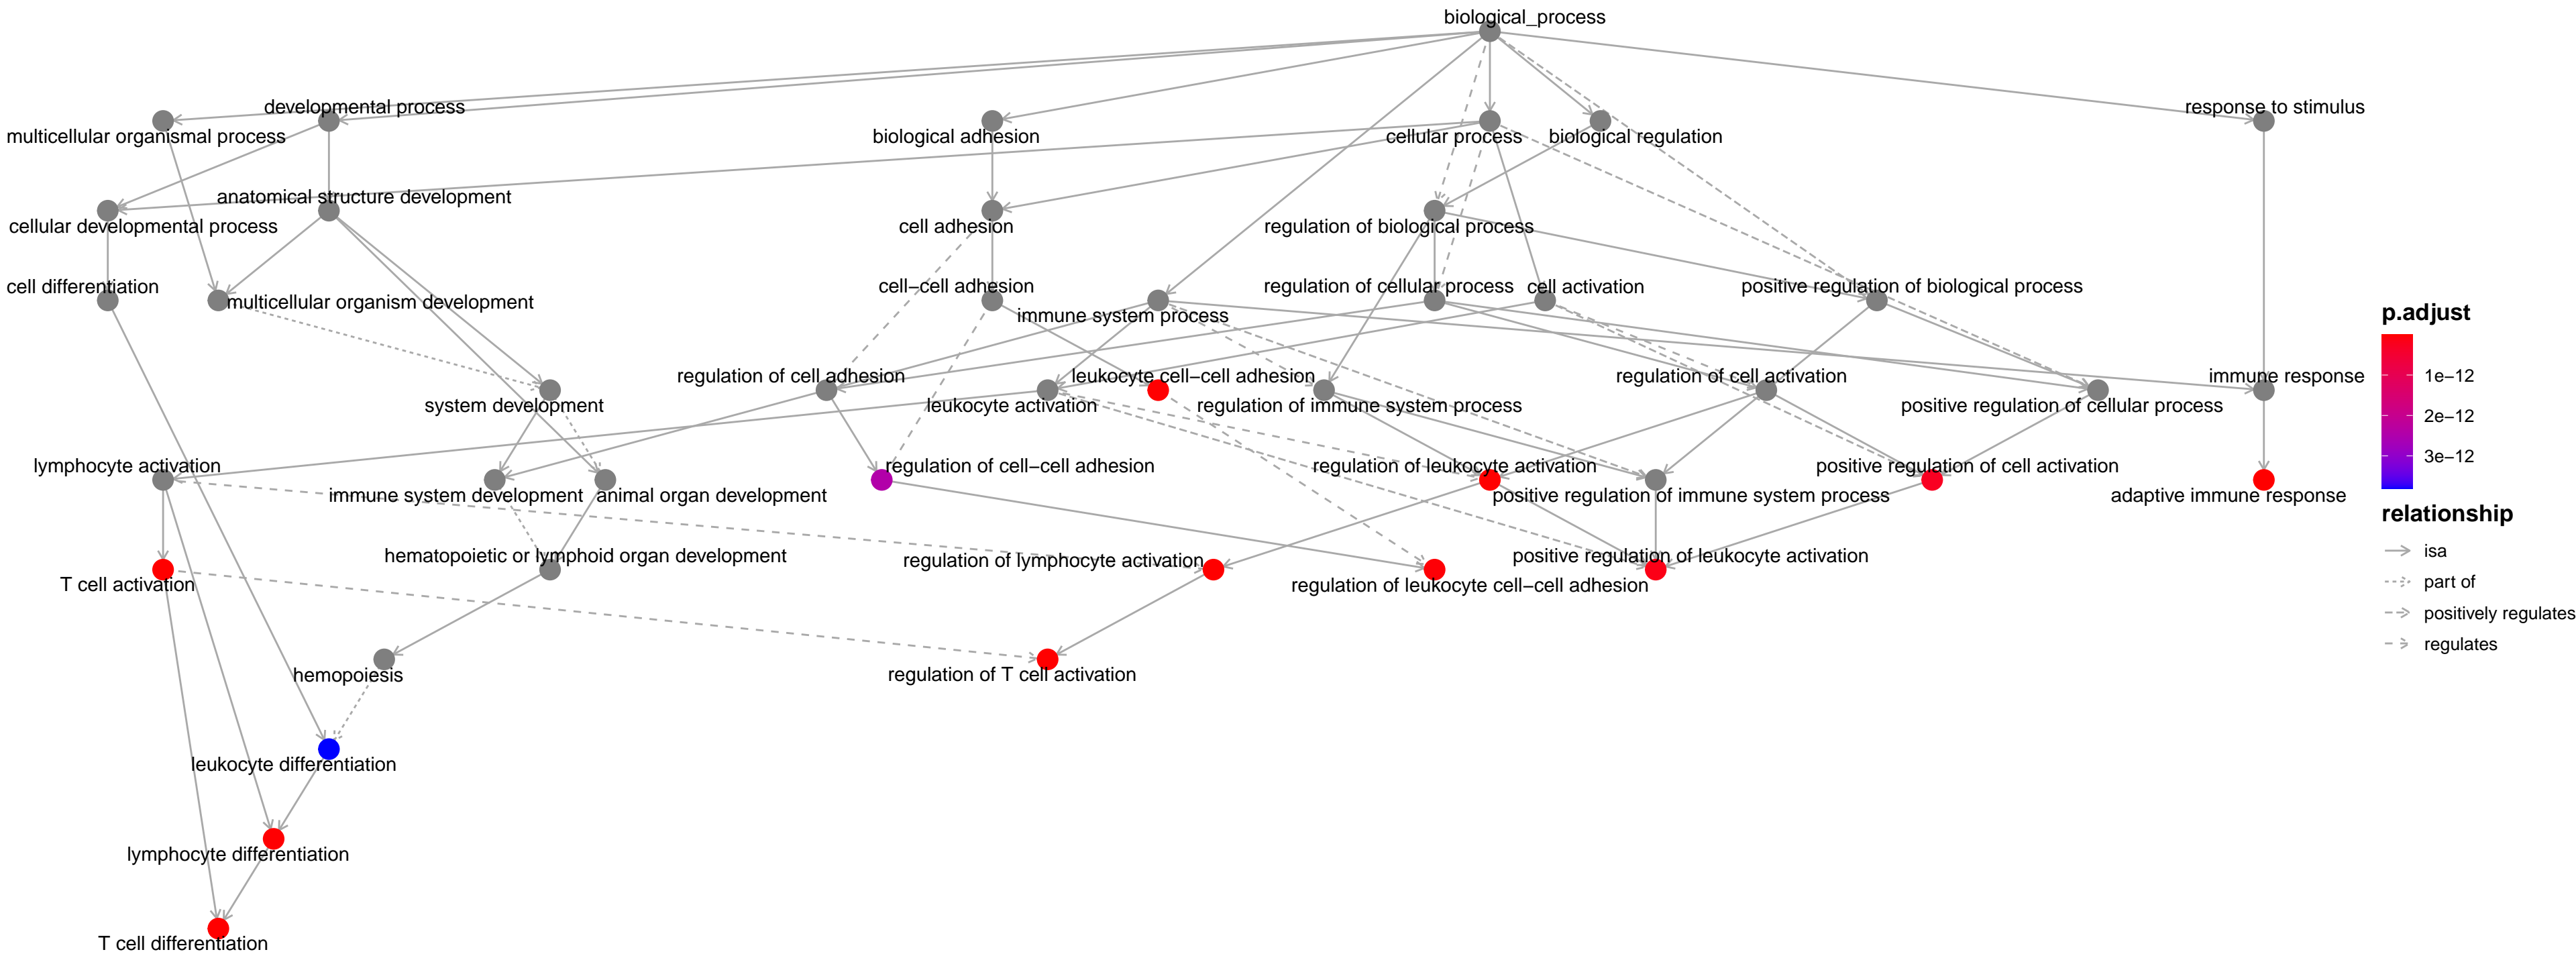 biological_process
developmental process
response to stimulus
multicellular organismal process
biological adhesion
cellular process
biological regulation
anatomical structure development
cellular developmental process
cell adhesion
regulation of biological process
cell differentiation
cell−cell adhesion
regulation of cellular process
cell activation
positive regulation of biological process
multicellular organism development
immune system process
regulation of cell adhesion
leukocyte cell−cell adhesion
regulation of cell activation
immune response
system development
leukocyte activation
regulation of immune system process
positive regulation of cellular process
lymphocyte activation
regulation of cell−cell adhesion
regulation of leukocyte activation
positive regulation of cell activation
immune system development
animal organ development
positive regulation of immune system process
adaptive immune response
hematopoietic or lymphoid organ development
regulation of lymphocyte activation
positive regulation of leukocyte activation
T cell activation
regulation of leukocyte cell−cell adhesion
hemopoiesis
regulation of T cell activation
leukocyte differentiation
lymphocyte differentiation
T cell differentiation
p.adjust
1e−12
2e−12
3e−12
relationship
isa
part of
positively regulates
regulates